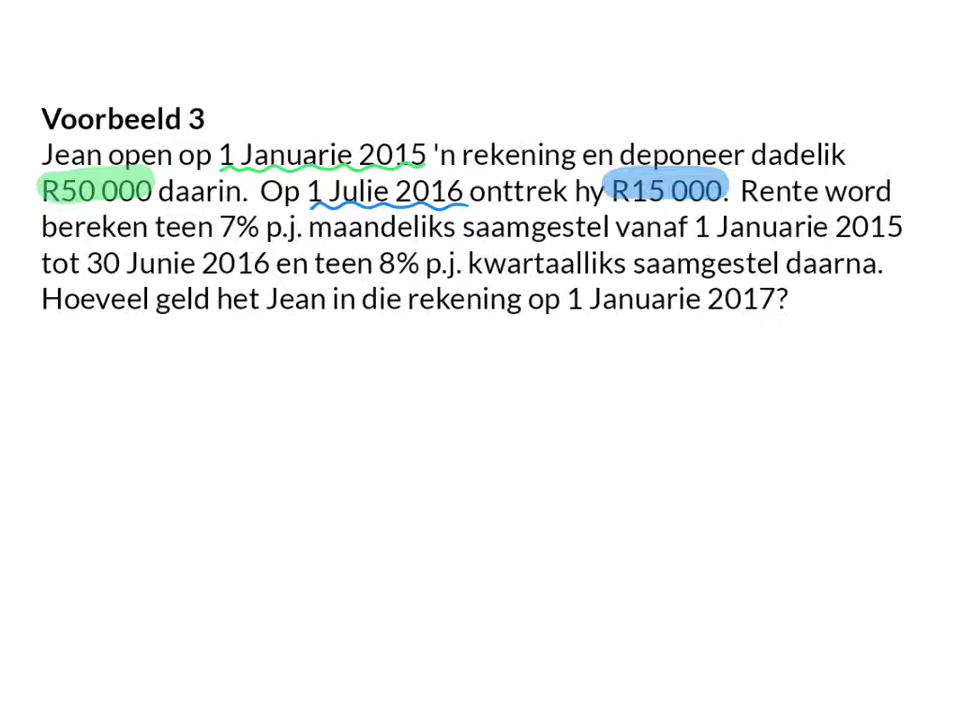 Voorbeeld 3
Jean open op 1 Januarie 2015 'n rekening en deponeer dadelik
R50 000 daarin. Op 1 Julie 2016 onttrek hy R15 000. Rente word
bereken teen 7% p.j. maandeliks saamgestel vanaf 1 Januarie 2015
tot 30 Junie 2016 en teen 8% p.j. kwartaalliks saamgestel daarna.
Hoeveel geld het Jean in die rekening op 1 Januarie 2017?